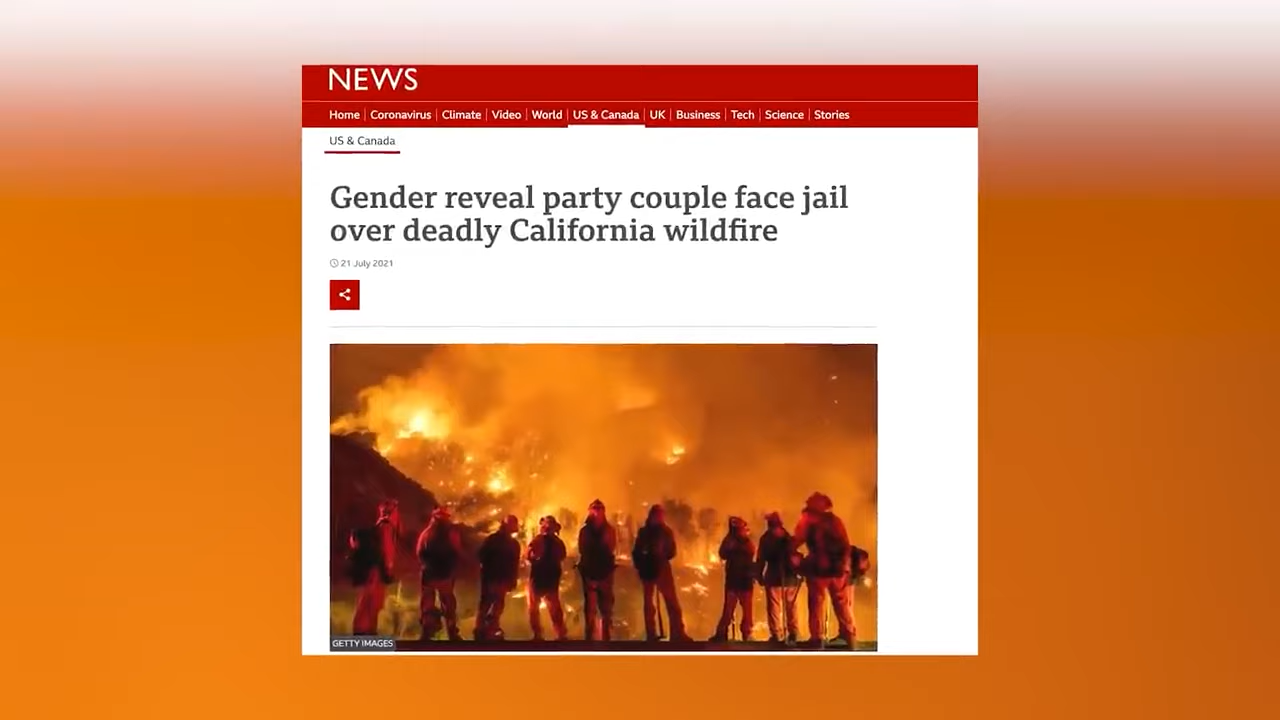 NEWS
Home Coronavirus Climate Video World US & Canada UK Business Tech Science Stories
US & Canada
Gender reveal party couple face jail
over deadly California wildfire
21 July 2021
GETTY IMAGES